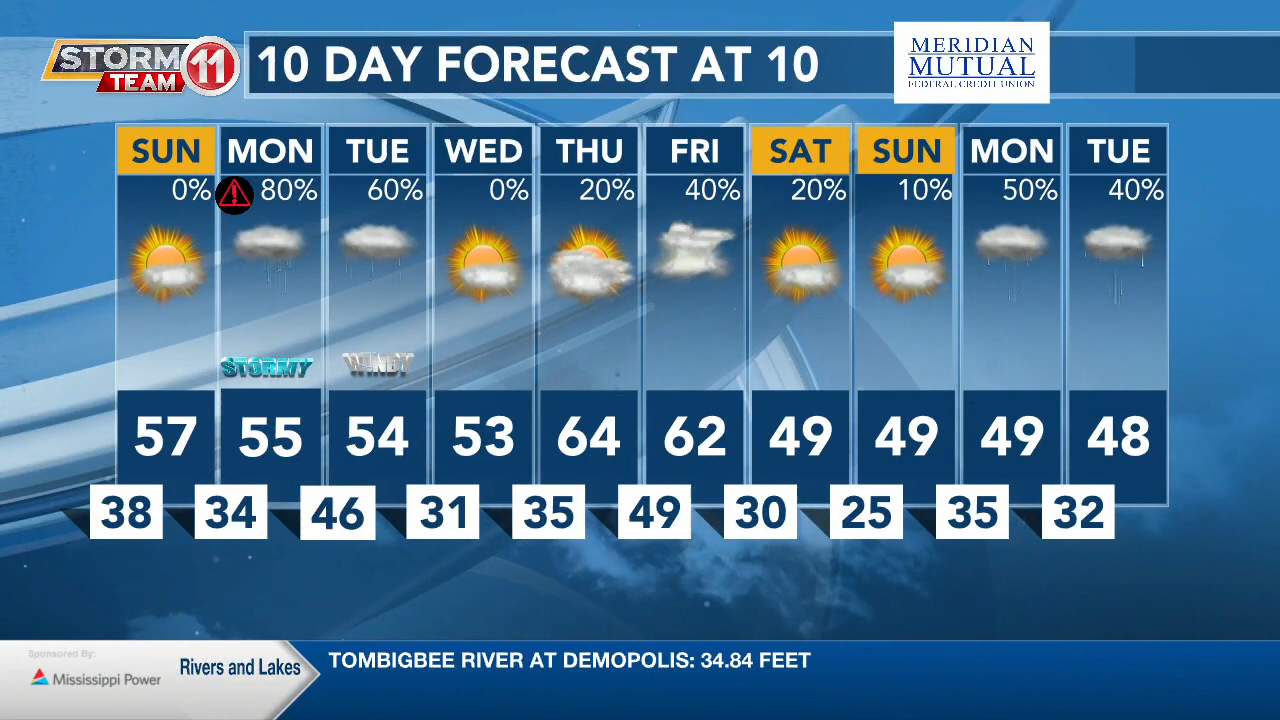 STORM
TEAM
11
10 DAY FORECAST AT 10
MERIDIAN
MUTUAL
FEDERAL CREDIT UNION
SUN MON TUE WED THU FRI SAT SUN MON TUE
0% 80% 60% 0% 20% 40% 20% 10% 50% 40%
STORMY WINDY
57 55 54 53 64 62 49 49 49 48
38 34 46 31 35 49 30 25 35 32
Sponsored By:
Mississippi Power
Rivers and Lakes
TOMBIGBEE RIVER AT DEMOPOLIS: 34.84 FEET